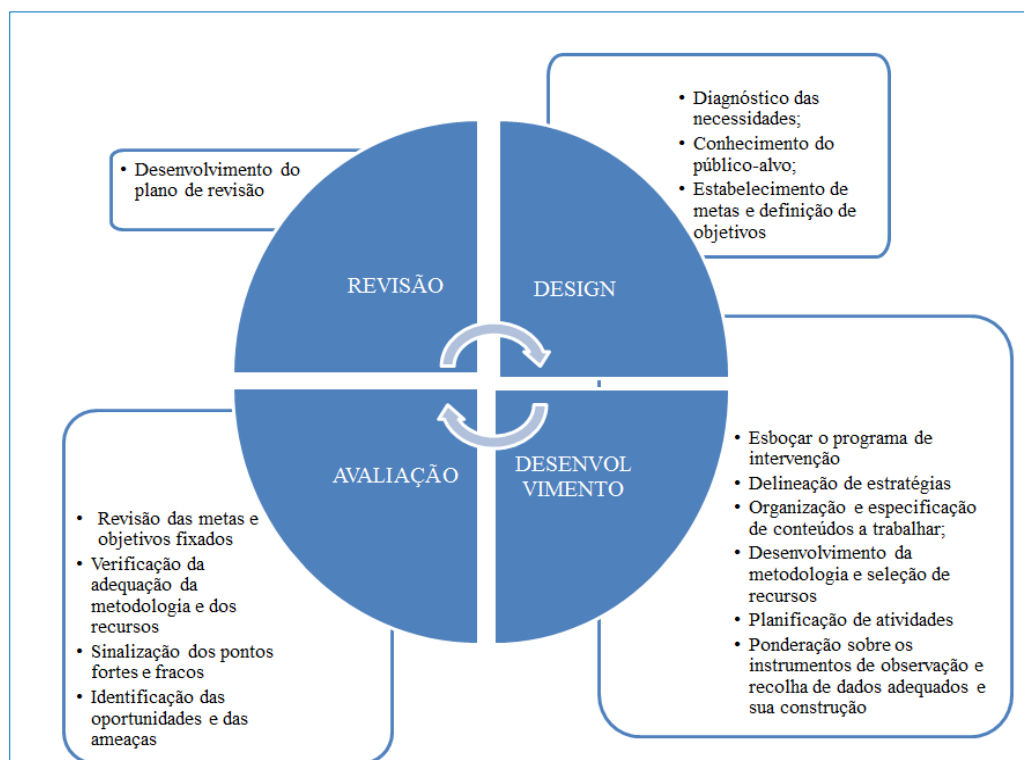 • Desenvolvimento do
plano de revisão
• Diagnóstico das
necessidades;
• Conhecimento do
público-alvo;
• Estabelecimento de
metas e definição de
objetivos
REVISÃO
DESIGN
AVALIAÇÃO
DESENVOL
VIMENTO
• Revisão das metas e
objetivos fixados
• Verificação da
adequação da
metodologia e dos
recursos
• Sinalização dos pontos
fortes e fracos
• Identificação das
oportunidades e das
ameaças
• Esboçar o programa de
intervenção
• Delineação de estratégias
• Organização e especificação
de conteúdos a trabalhar;
• Desenvolvimento da
metodologia e seleção de
recursos
• Planificação de atividades
• Ponderação sobre os
instrumentos de observação e
recolha de dados adequados e
sua construção